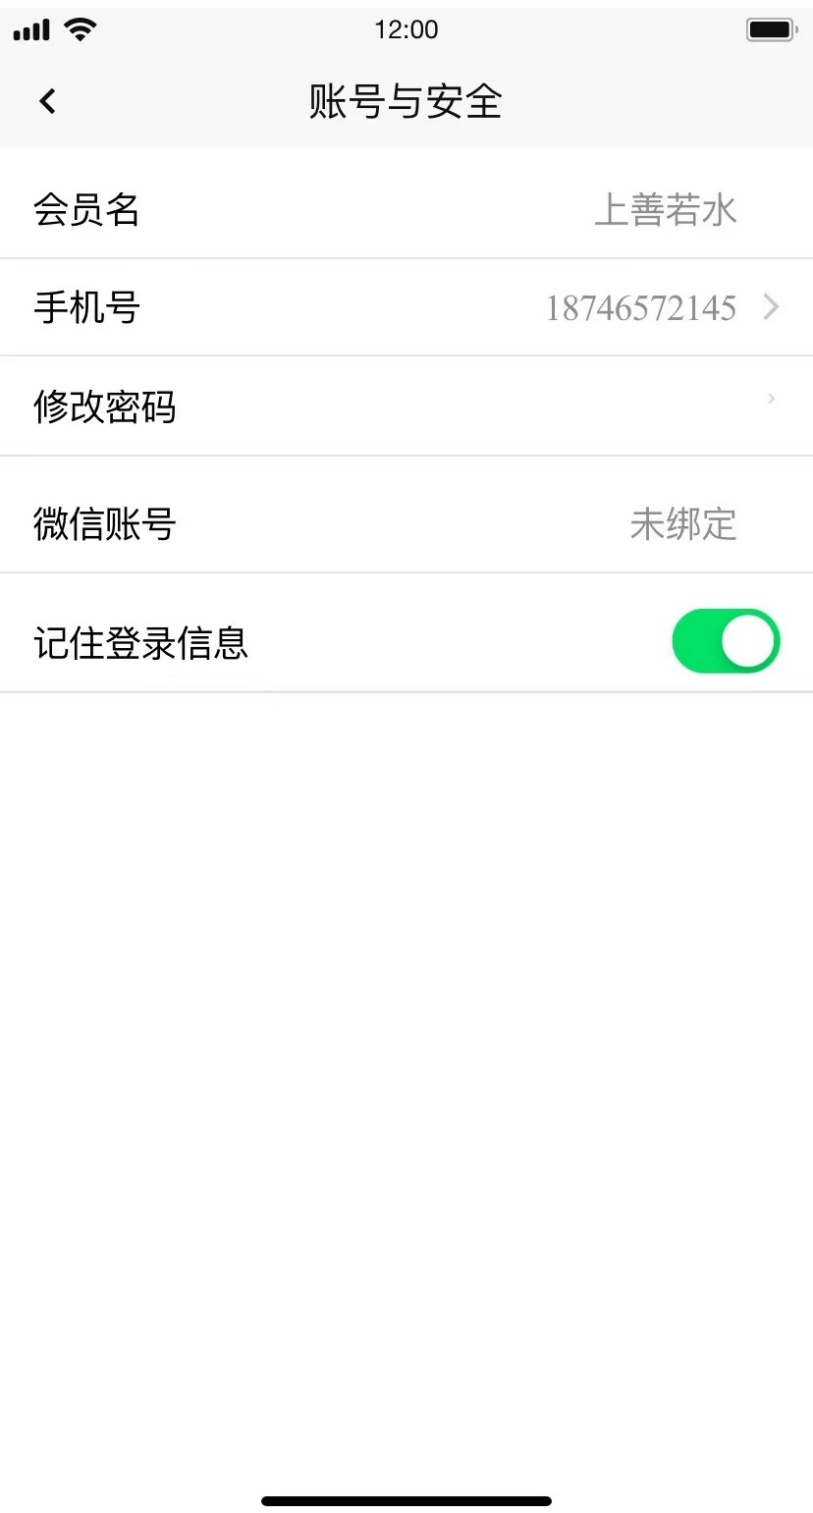 12:00
账号与安全
会员名 上善若水
手机号 18746572145
修改密码
微信账号 未绑定
记住登录信息